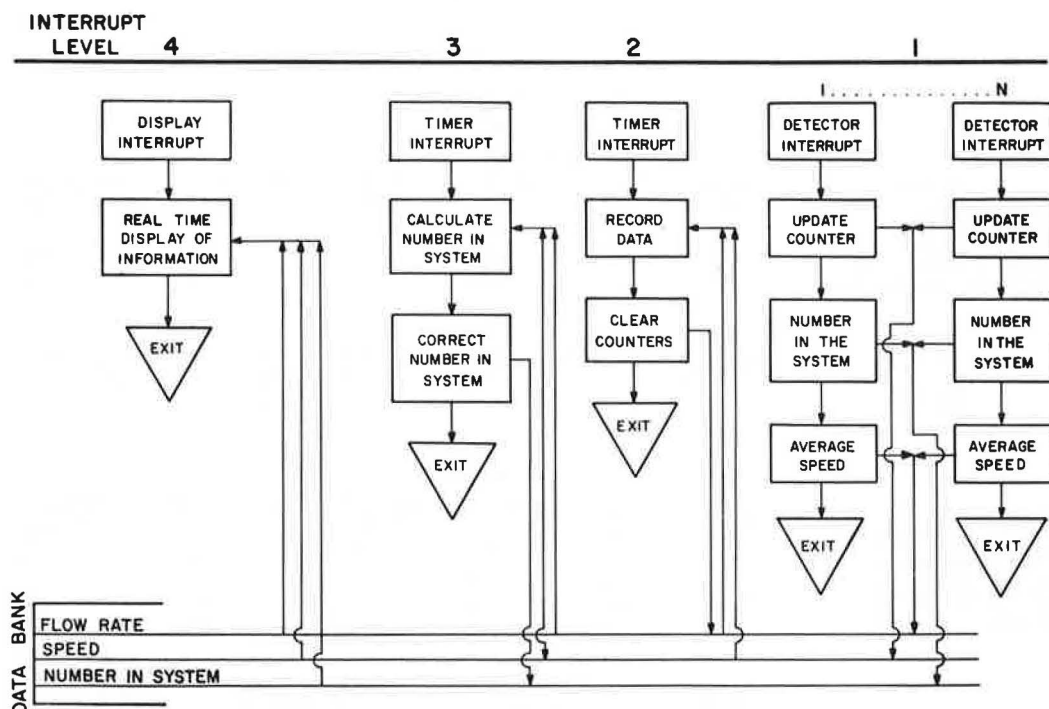 INTERRUPT
LEVEL 4 3 2 1
I . . . . . . . . . . . . . N
DISPLAY
INTERRUPT
REAL TIME
DISPLAY OF
INFORMATION
EXIT
TIMER
INTERRUPT
CALCULATE
NUMBER IN
SYSTEM
CORRECT
NUMBER IN
SYSTEM
EXIT
TIMER
INTERRUPT
RECORD
DATA
CLEAR
COUNTERS
EXIT
DETECTOR
INTERRUPT
UPDATE
COUNTER
NUMBER
IN THE
SYSTEM
AVERAGE
SPEED
EXIT
DETECTOR
INTERRUPT
UPDATE
COUNTER
NUMBER
IN THE
SYSTEM
AVERAGE
SPEED
EXIT
DATA BANK
FLOW RATE
SPEED
NUMBER IN SYSTEM